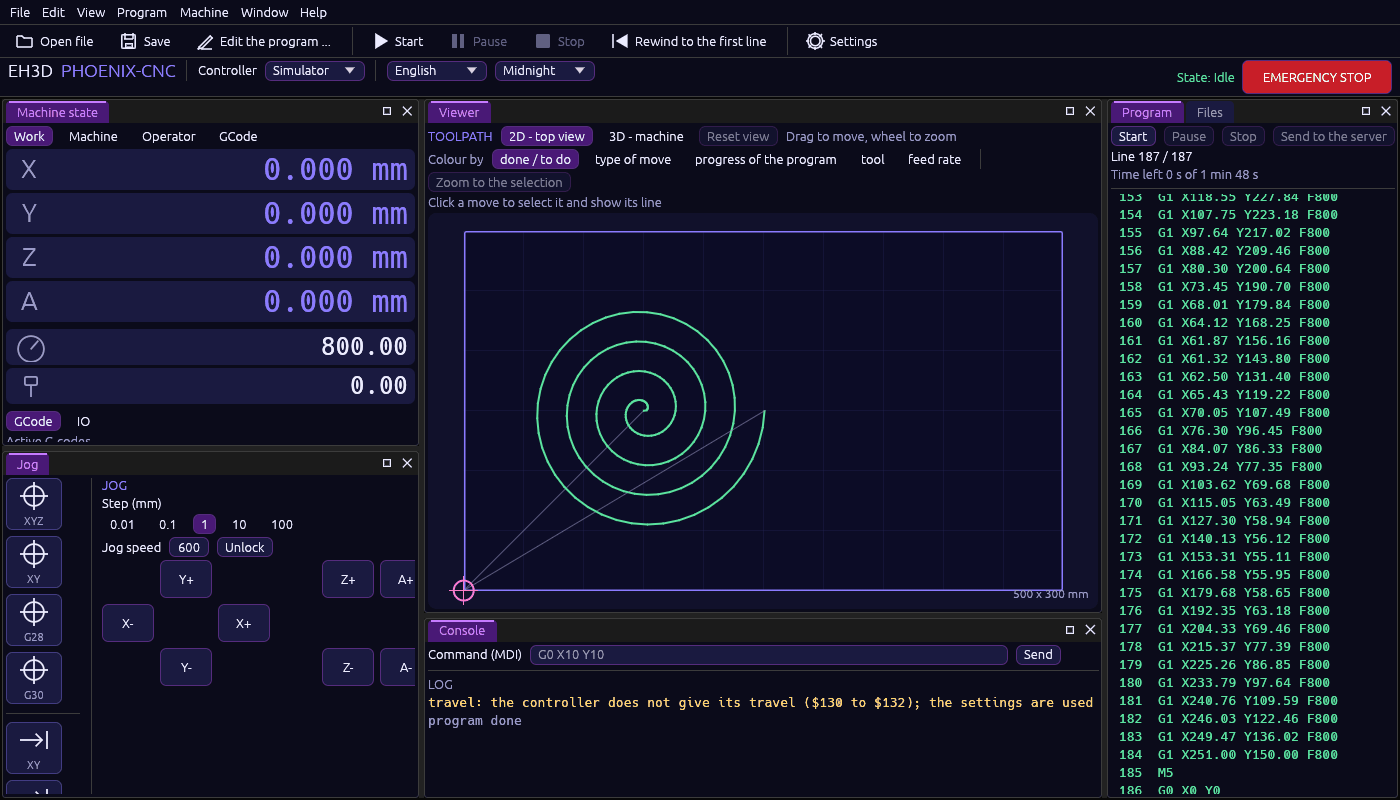 File Edit View Program Machine Window Help
Open file Save Edit the program ... Start Pause Stop Rewind to the first line Settings
EH3D PHOENIX-CNC Controller Simulator English Midnight State: Idle EMERGENCY STOP
Machine state
Work Machine Operator GCode
X 0.000 mm
Y 0.000 mm
Z 0.000 mm
A 0.000 mm
800.00
0.00
GCode IO
Active G-codes
Jog
XYZ
XY
G28
G30
XY
JOG
Step (mm)
0.01 0.1 1 10 100
Jog speed 600 Unlock
Y+ Z+ A+
X- X+
Y- Z- A-
Viewer
TOOLPATH 2D - top view 3D - machine Reset view Drag to move, wheel to zoom
Colour by done / to do type of move progress of the program tool feed rate
Zoom to the selection
Click a move to select it and show its line
500 x 300 mm
Console
Command (MDI) G0 X10 Y10 Send
LOG
travel: the controller does not give its travel ($130 to $132); the settings are used
program done
Program Files
Start Pause Stop Send to the server
Line 187 / 187
Time left 0 s of 1 min 48 s
153 G1 X118.55 Y227.84 F800
154 G1 X107.75 Y223.18 F800
155 G1 X97.64 Y217.02 F800
156 G1 X88.42 Y209.46 F800
157 G1 X80.30 Y200.64 F800
158 G1 X73.45 Y190.70 F800
159 G1 X68.01 Y179.84 F800
160 G1 X64.12 Y168.25 F800
161 G1 X61.87 Y156.16 F800
162 G1 X61.32 Y143.80 F800
163 G1 X62.50 Y131.40 F800
164 G1 X65.43 Y119.22 F800
165 G1 X70.05 Y107.49 F800
166 G1 X76.30 Y96.45 F800
167 G1 X84.07 Y86.33 F800
168 G1 X93.24 Y77.35 F800
169 G1 X103.62 Y69.68 F800
170 G1 X115.05 Y63.49 F800
171 G1 X127.30 Y58.94 F800
172 G1 X140.13 Y56.12 F800
173 G1 X153.31 Y55.11 F800
174 G1 X166.58 Y55.95 F800
175 G1 X179.68 Y58.65 F800
176 G1 X192.35 Y63.18 F800
177 G1 X204.33 Y69.46 F800
178 G1 X215.37 Y77.39 F800
179 G1 X225.26 Y86.85 F800
180 G1 X233.79 Y97.64 F800
181 G1 X240.76 Y109.59 F800
182 G1 X246.03 Y122.46 F800
183 G1 X249.47 Y136.02 F800
184 G1 X251.00 Y150.00 F800
185 M5
186 G0 X0 Y0